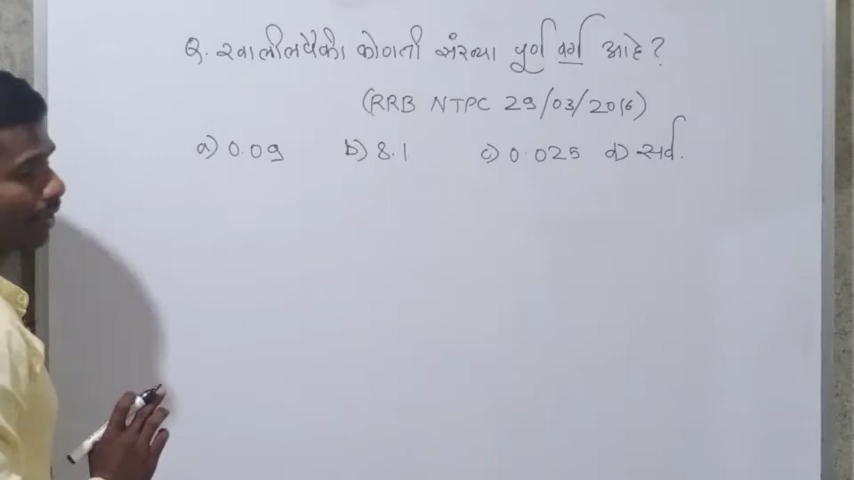 Q. खालीलपैकी कोणती संख्या पूर्ण वर्ग आहे?
(RRB NTPC 29/03/2016)
a) 0.09 b) 8.1 c) 0.025 d) सर्व.